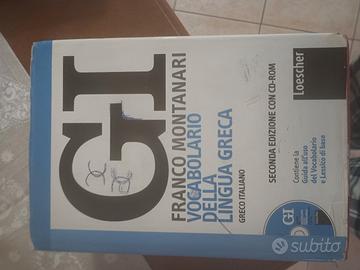 GI
FRANCO MONTANARI
VOCABOLARIO
DELLA
LINGUA GRECA
GRECO ITALIANO
SECONDA EDIZIONE CON CD-ROM
Contiene la
Guida all'uso
del Vocabolario
e Lessico di base
Loescher
GI
subito